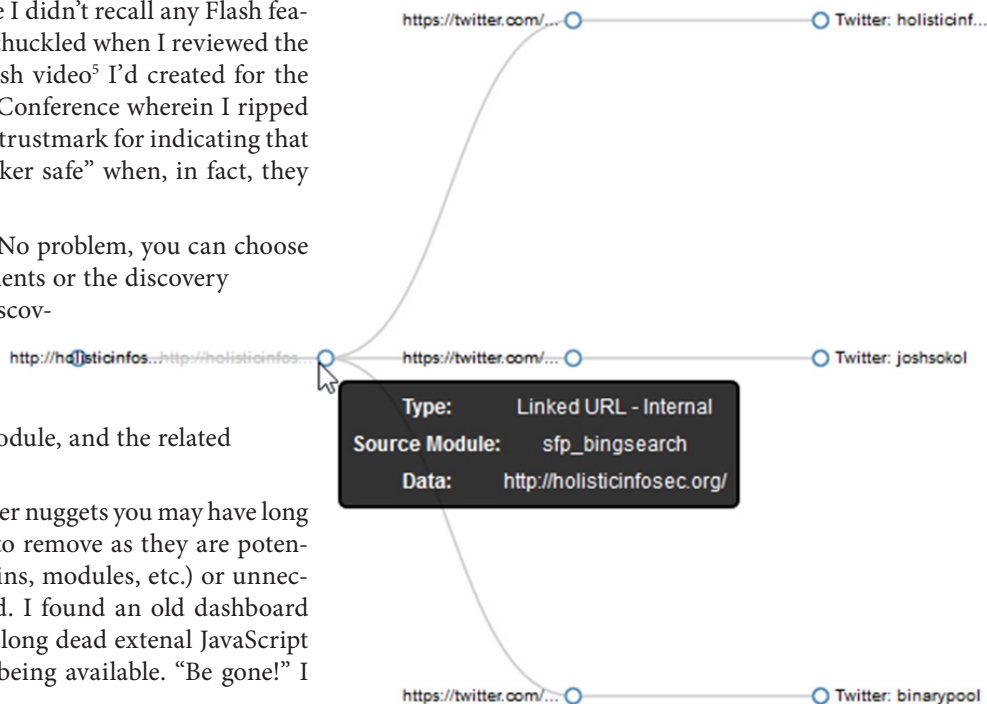 e I didn't recall any Flash fea-
chuckled when I reviewed the
sh video5 I'd created for the
Conference wherein I ripped
trustmark for indicating that
ker safe” when, in fact, they
No problem, you can choose
ents or the discovery
scov-
odule, and the related
er nuggets you may have long
to remove as they are poten-
ins, modules, etc.) or unnec-
d. I found an old dashboard
long dead extenal JavaScript
being available. “Be gone!” I
https://twitter.com/... Twitter: holisticinf...
http://holisticinfos... http://holisticinfos... https://twitter.com/... Twitter: joshsokol
Type: Linked URL - Internal
Source Module: sfp_bingsearch
Data: http://holisticinfosec.org/
https://twitter.com/... Twitter: binarypool